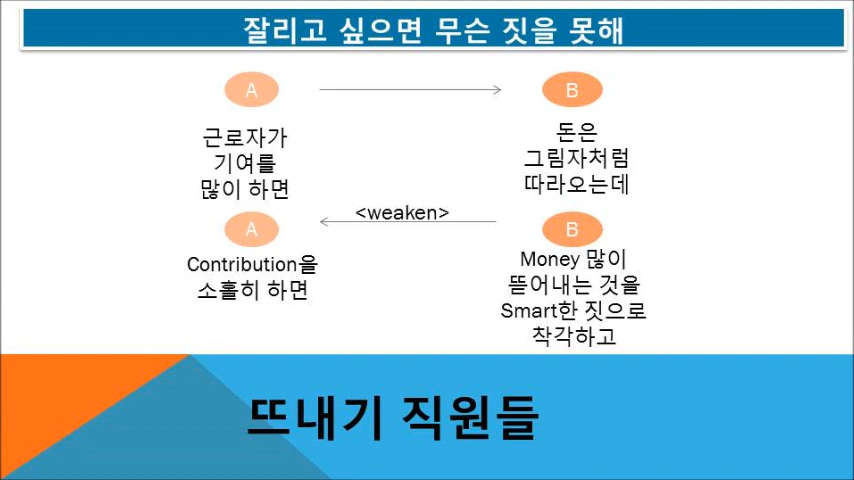 잘리고 싶으면 무슨 짓을 못해
A
B
근로자가
기여를
많이 하면
돈은
그림자처럼
따라오는데
<weaken>
A
B
Contribution을
소홀히 하면
Money 많이
뜯어내는 것을
Smart한 짓으로
착각하고
뜨내기 직원들